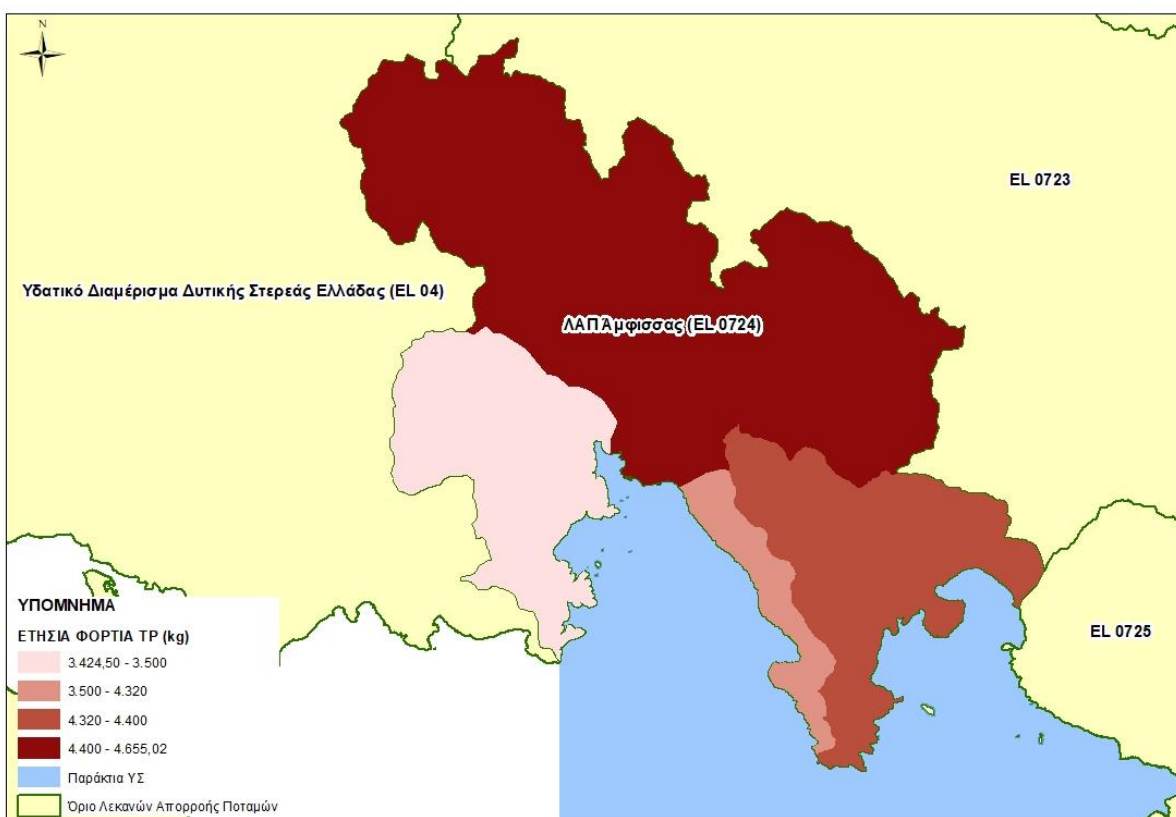 N
EL 0723
Υδατικό Διαμέρισμα Δυτικής Στερεάς Ελλάδας (EL 04)
ΛΑΠ Άμφισσας (EL 0724)
EL 0725
ΥΠΟΜΝΗΜΑ
ΕΤΗΣΙΑ ΦΟΡΤΙΑ TP (kg)
3.424,50 - 3.500
3.500 - 4.320
4.320 - 4.400
4.400 - 4.655,02
Παράκτια ΥΣ
Όριο Λεκανών Απορροής Ποταμών